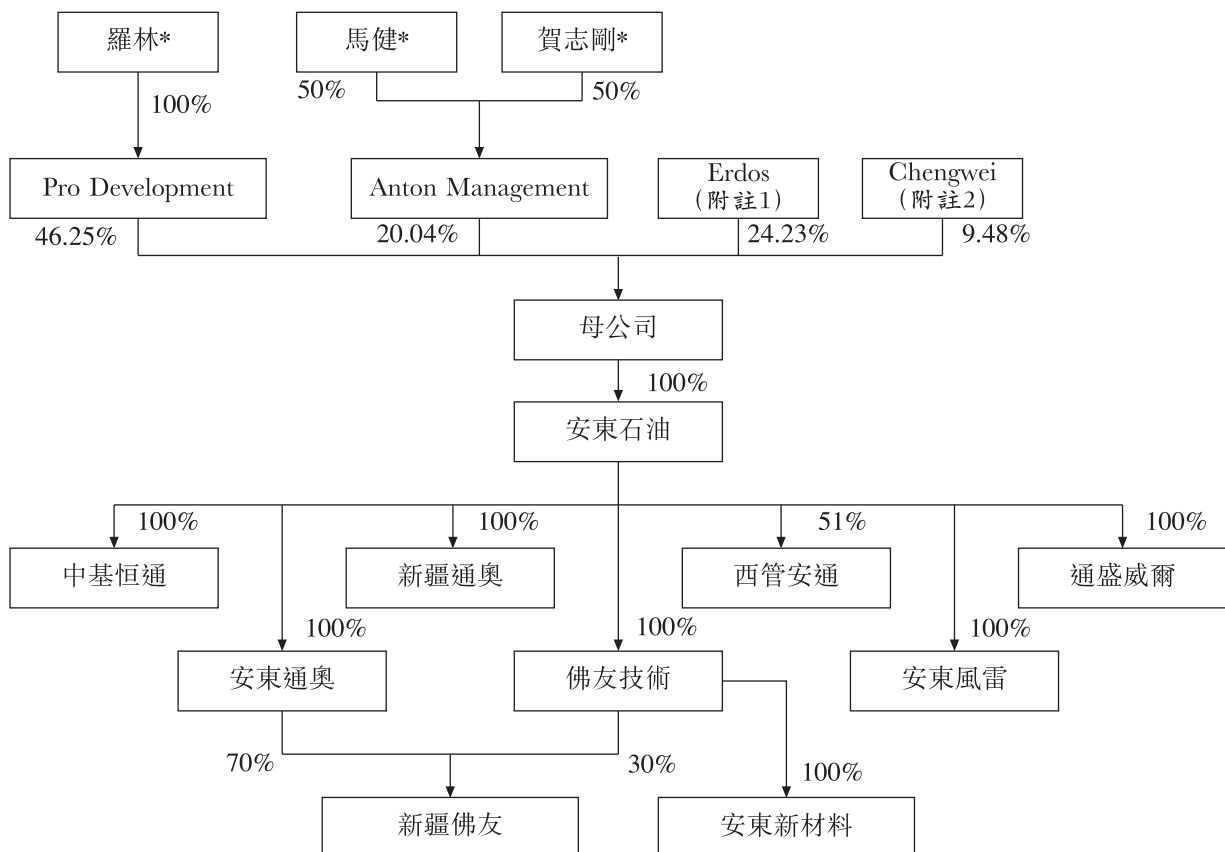 羅林*
馬健*
賀志剛*
100%
50%
50%
Pro Development
Anton Management
Erdos
（附註1）
Chengwei
（附註2）
46.25%
20.04%
24.23%
9.48%
母公司
100%
安東石油
100%
100%
51%
100%
中基恒通
新疆通奧
西管安通
通盛威爾
100%
100%
100%
安東通奧
佛友技術
安東風雷
70%
30%
100%
新疆佛友
安東新材料